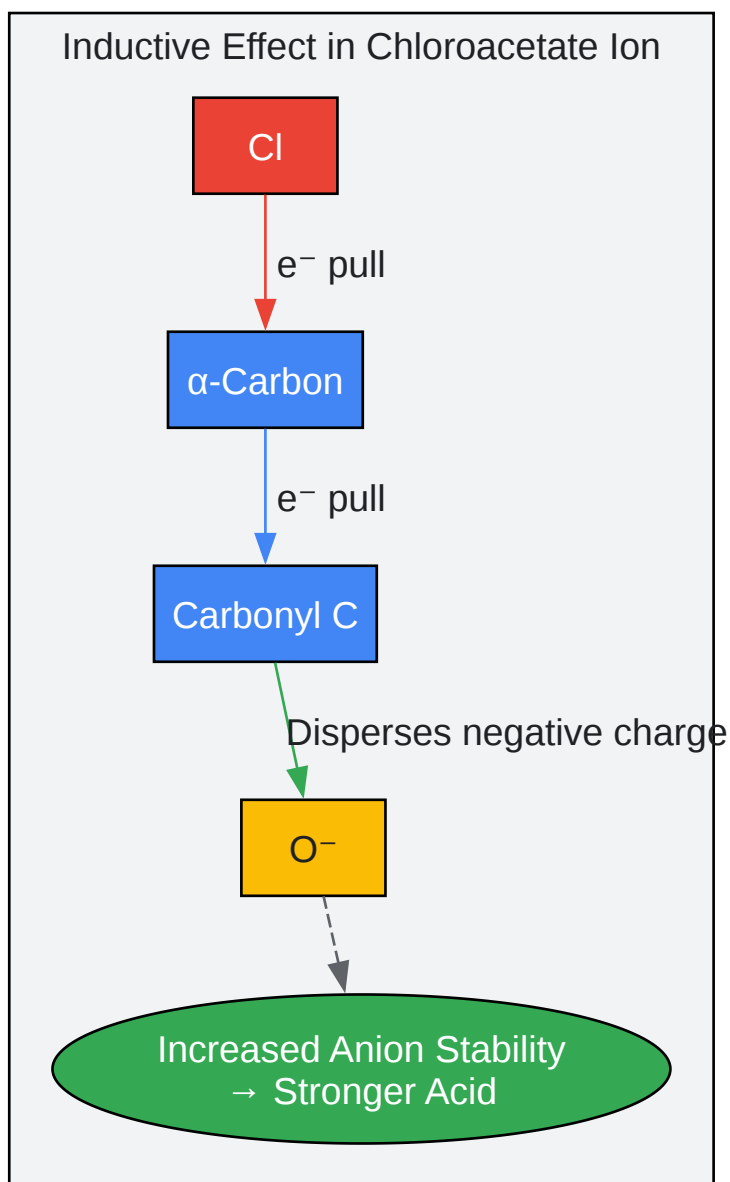 Inductive Effect in Chloroacetate Ion
Cl
e⁻ pull
α-Carbon
e⁻ pull
Carbonyl C
Disperses negative charge
O⁻
Increased Anion Stability
→ Stronger Acid